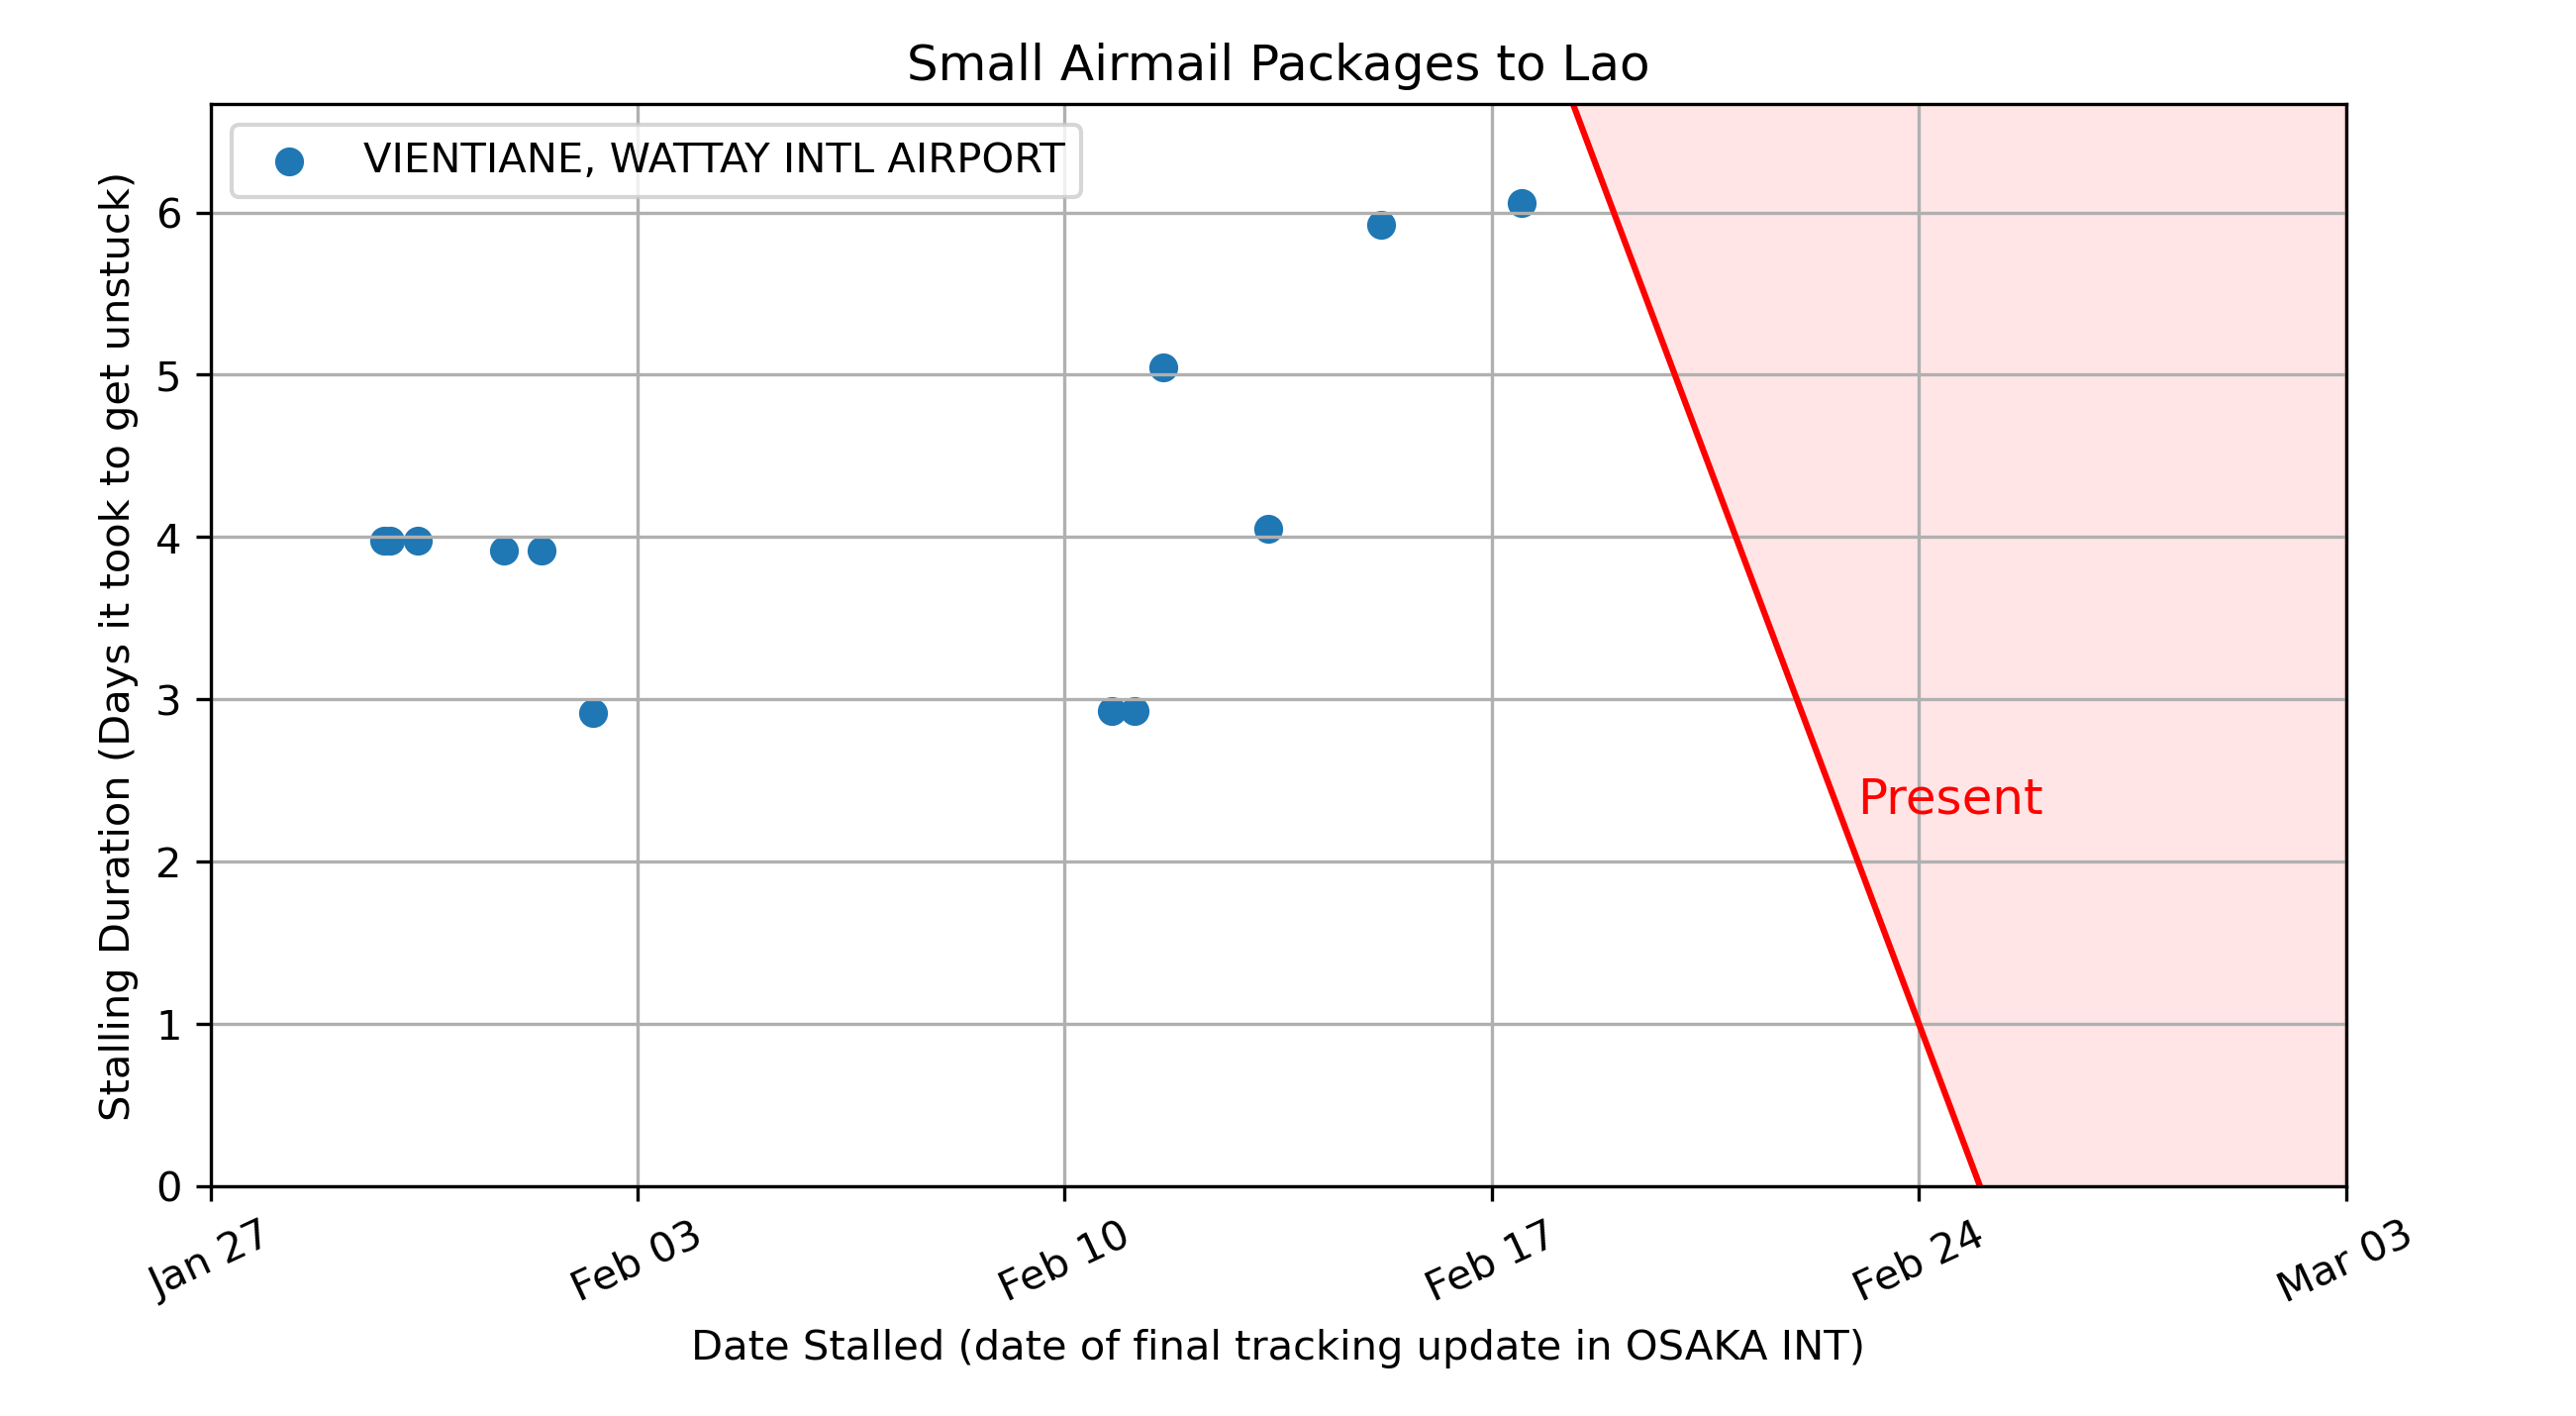 Small Airmail Packages to Lao
VIENTIANE, WATTAY INTL AIRPORT
Stalling Duration (Days it took to get unstuck)
6
5
4
3
2
1
0
Present
Jan 27
Feb 03
Feb 10
Feb 17
Feb 24
Mar 03
Date Stalled (date of final tracking update in OSAKA INT)